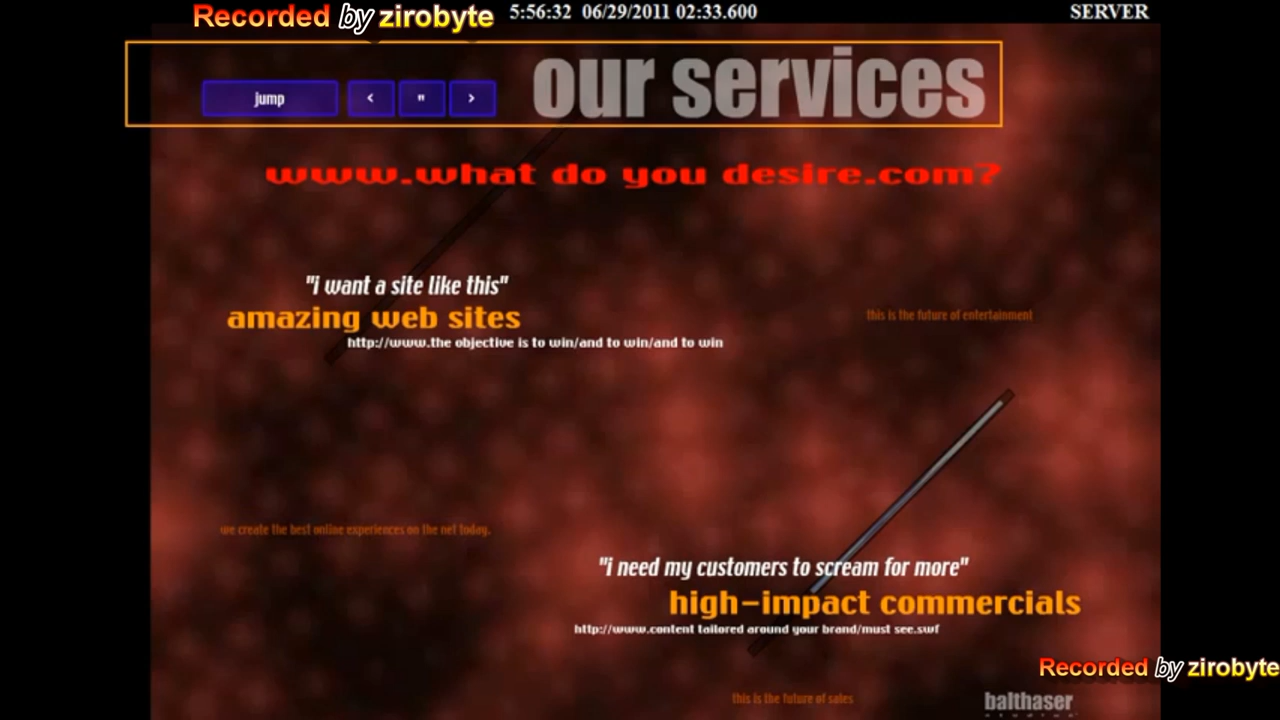 Recorded by zirobyte 5:56:32 06/29/2011 02:33.600 SERVER
jump < " > our services
www.what do you desire.com?
"i want a site like this"
amazing web sites
this is the future of entertainment
http://www.the objective is to win/and to win/and to win
we create the best online experiences on the net today.
"i need my customers to scream for more"
high-impact commercials
http://www.content tailored around your brand/must see.swf
Recorded by zirobyte
this is the future of sales
balthaser